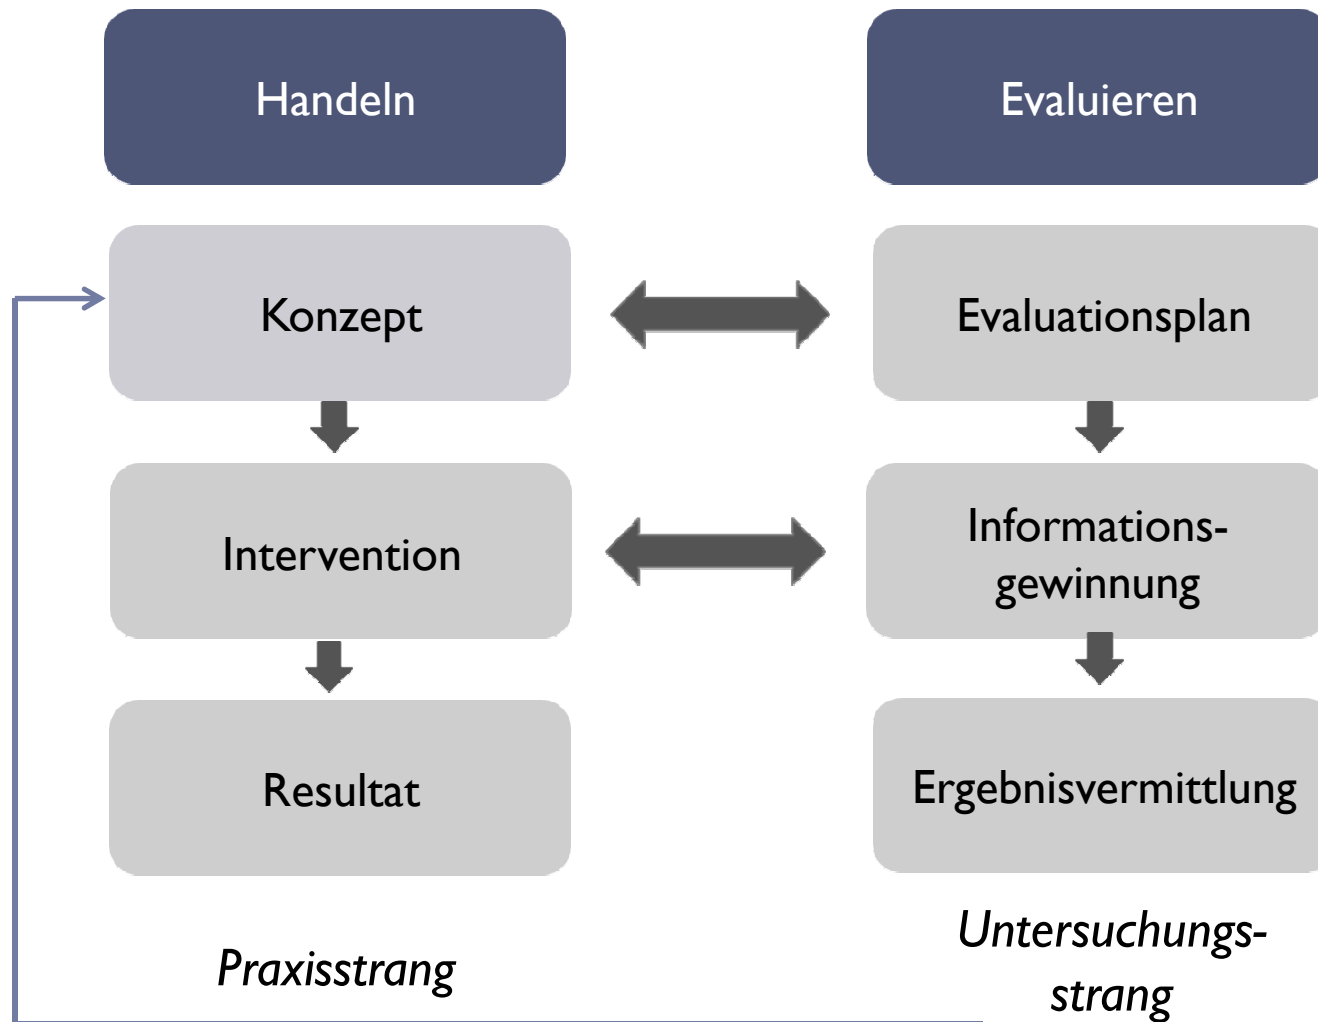 Handeln
Evaluieren
Konzept
Evaluationsplan
Intervention
Informations-
gewinnung
Resultat
Ergebnisvermittlung
Praxisstrang
Untersuchungs-
strang